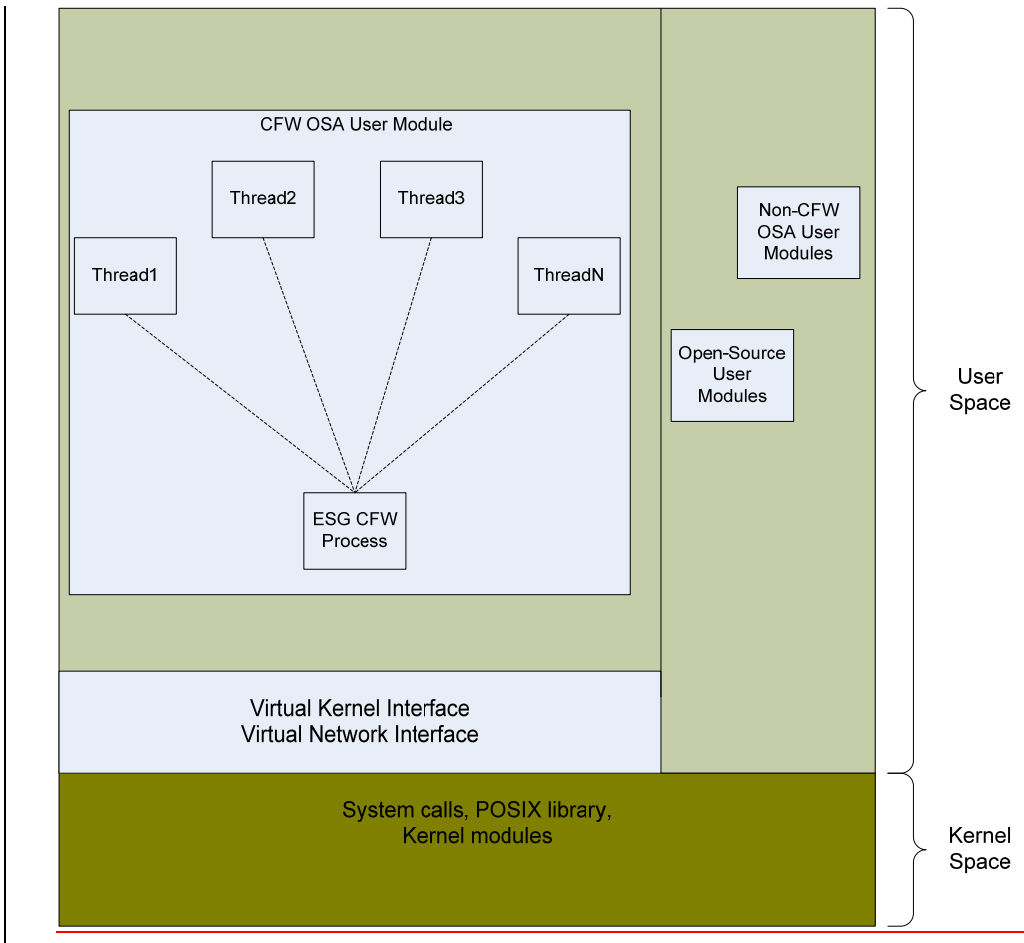 CFW OSA User Module
Thread2
Thread3
Thread1
ThreadN
ESG CFW
Process
Non-CFW
OSA User
Modules
Open-Source
User
Modules
User
Space
Virtual Kernel Interface
Virtual Network Interface
System calls, POSIX library,
Kernel modules
Kernel
Space